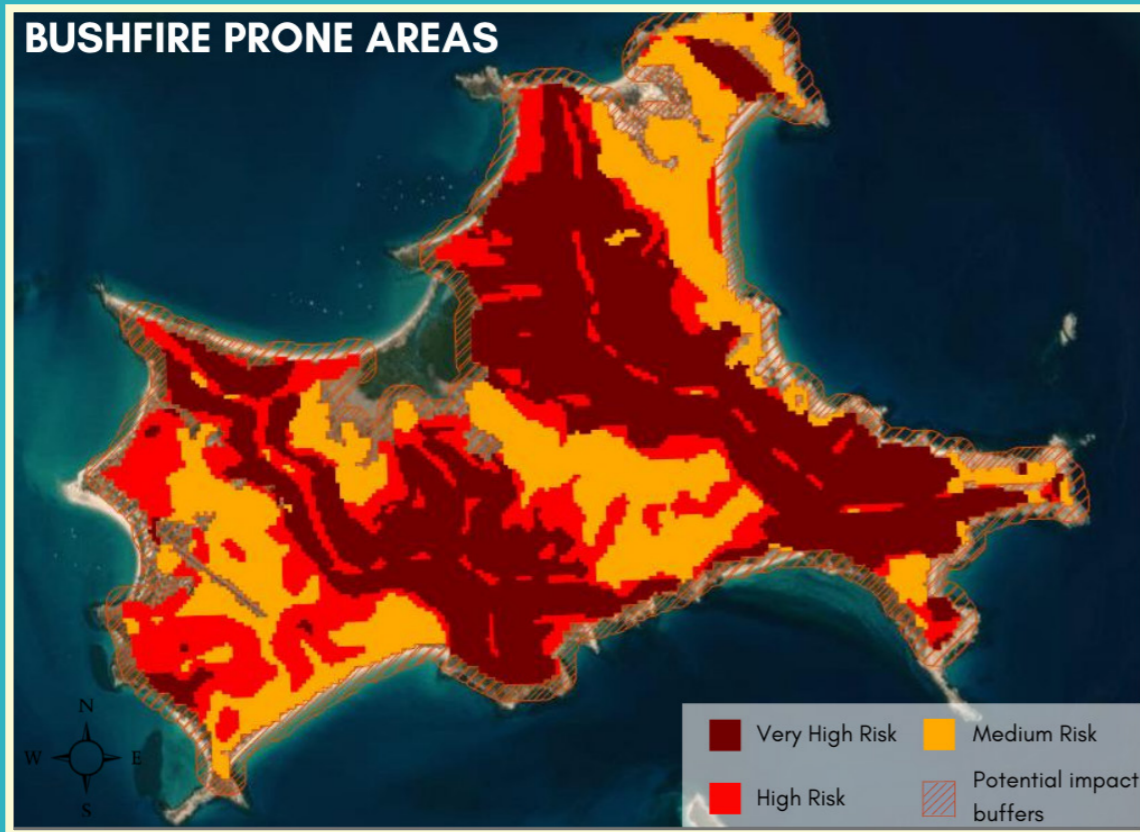 BUSHFIRE PRONE AREAS
N
W E
S
Very High Risk
Medium Risk
High Risk
Potential impact
buffers